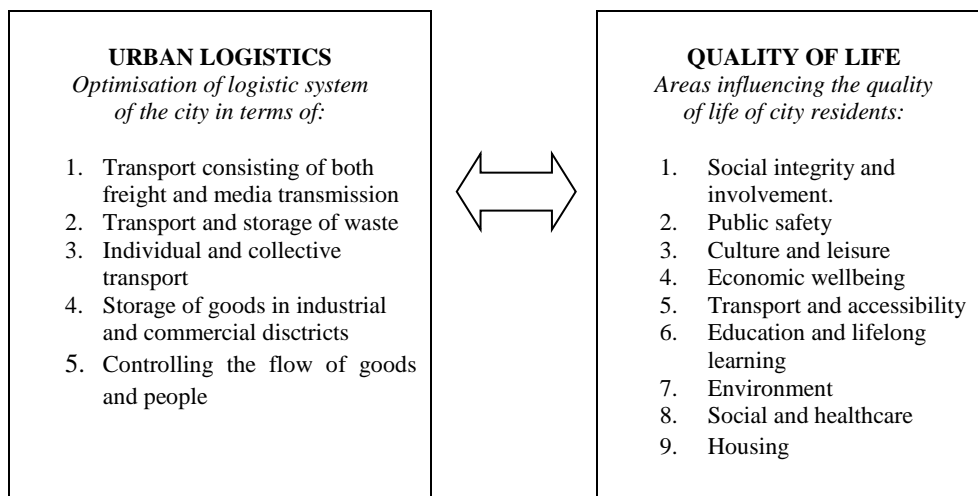 URBAN LOGISTICS
Optimisation of logistic system
of the city in terms of:
1. Transport consisting of both
freight and media transmission
2. Transport and storage of waste
3. Individual and collective
transport
4. Storage of goods in industrial
and commercial disctricts
5. Controlling the flow of goods
and people
QUALITY OF LIFE
Areas influencing the quality
of life of city residents:
1. Social integrity and
involvement.
2. Public safety
3. Culture and leisure
4. Economic wellbeing
5. Transport and accessibility
6. Education and lifelong
learning
7. Environment
8. Social and healthcare
9. Housing